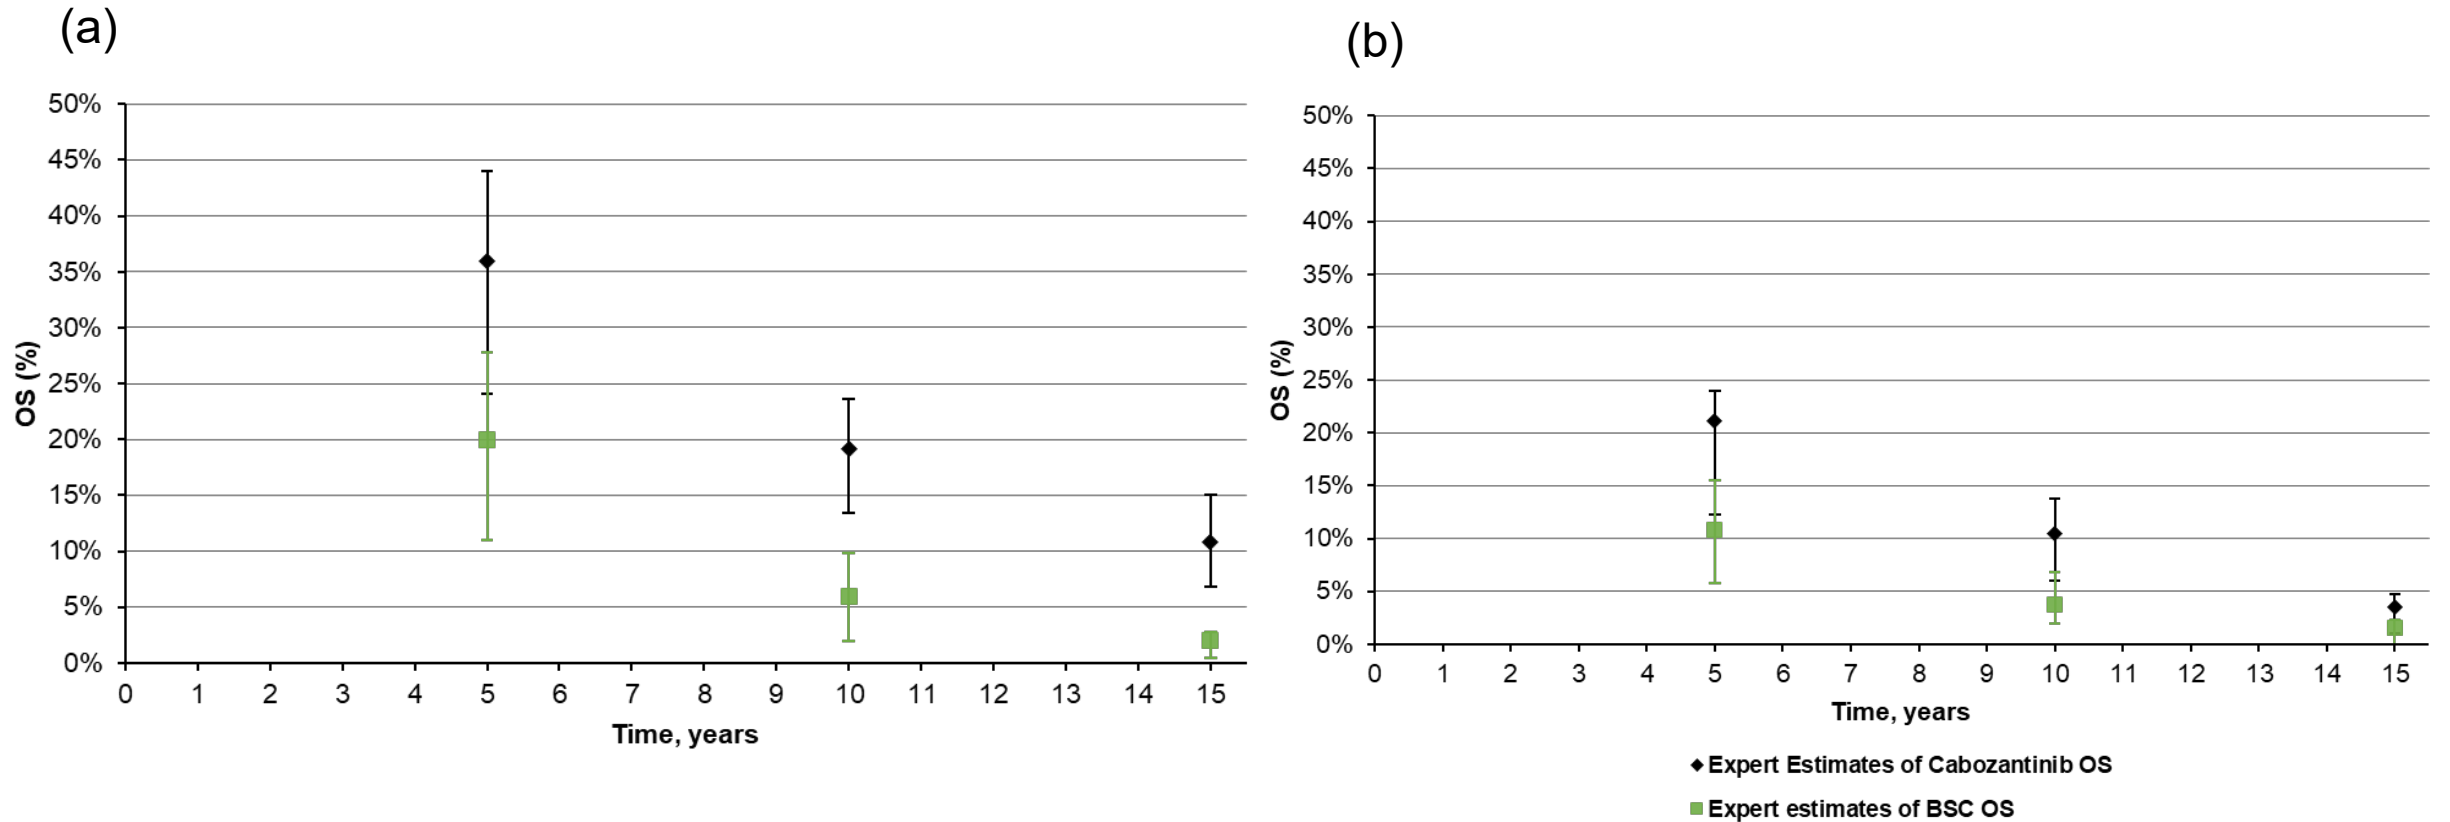 (a)
50%
45%
40%
35%
30%
25%
20%
15%
10%
5%
0%
OS (%)
0 1 2 3 4 5 6 7 8 9 10 11 12 13 14 15
Time, years
(b)
50%
45%
40%
35%
30%
25%
20%
15%
10%
5%
0%
OS (%)
0 1 2 3 4 5 6 7 8 9 10 11 12 13 14 15
Time, years
Expert Estimates of Cabozantinib OS
Expert estimates of BSC OS